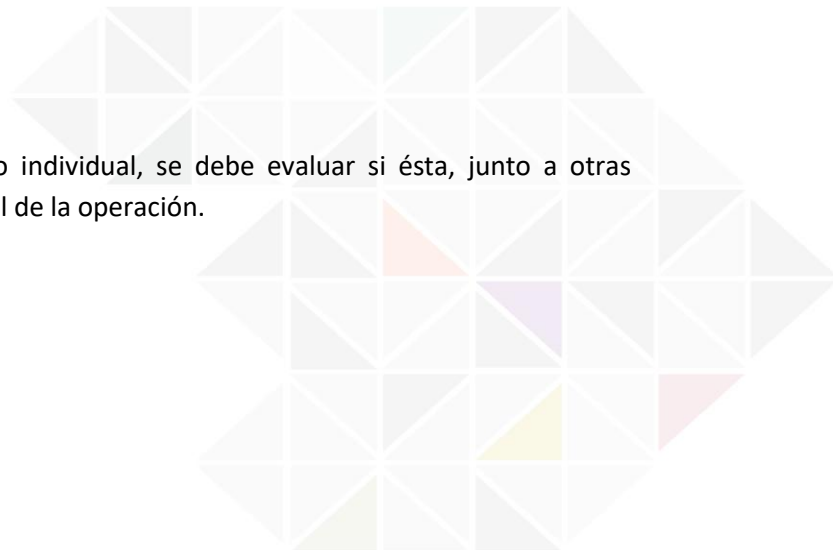 o individual, se debe evaluar si ésta, junto a otras
l de la operación.